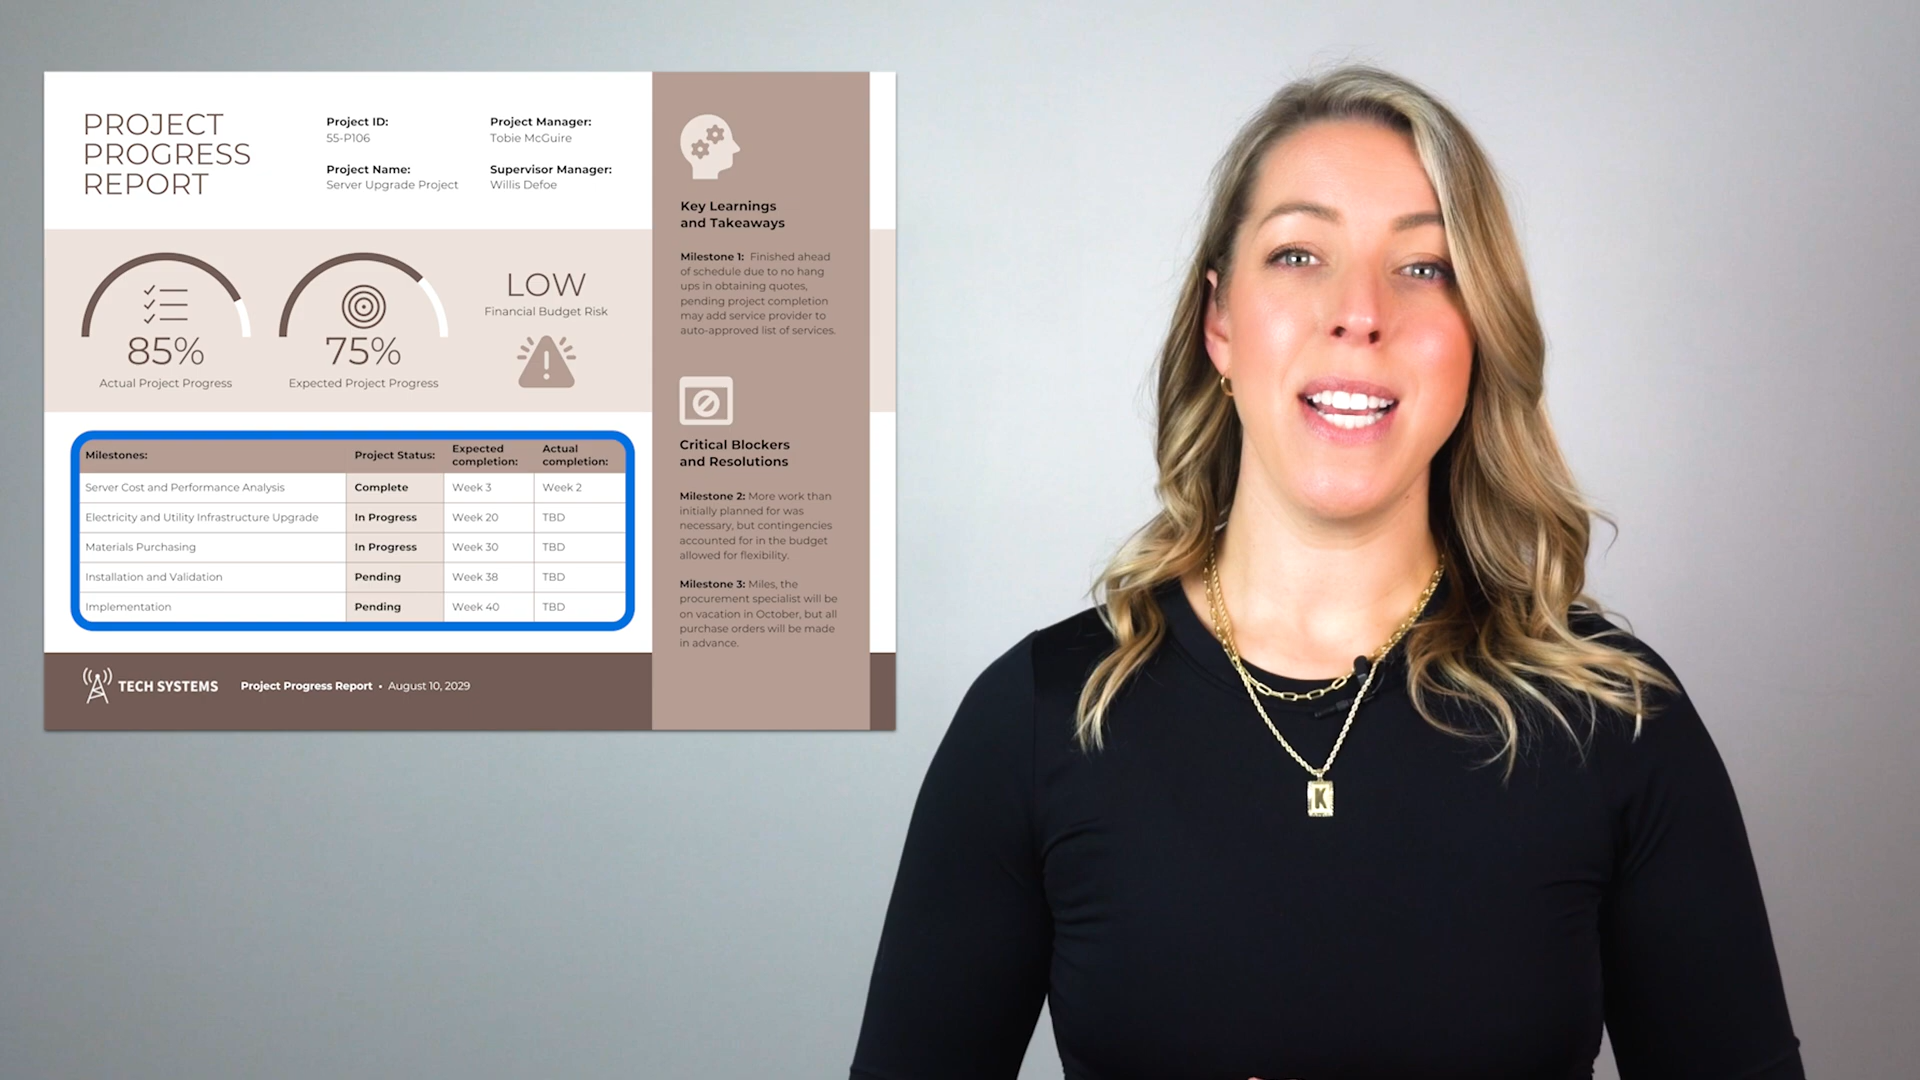 PROJECT
PROGRESS
REPORT
Project ID:
55-P106
Project Name:
Server Upgrade Project
Project Manager:
Tobie McGuire
Supervisor Manager:
Willis Defoe
85%
Actual Project Progress
75%
Expected Project Progress
LOW
Financial Budget Risk
Milestones: Project Status: Expected completion: Actual completion:
Server Cost and Performance Analysis Complete Week 3 Week 2
Electricity and Utility Infrastructure Upgrade In Progress Week 20 TBD
Materials Purchasing In Progress Week 30 TBD
Installation and Validation Pending Week 38 TBD
Implementation Pending Week 40 TBD
Key Learnings
and Takeaways
Milestone 1: Finished ahead
of schedule due to no hang
ups in obtaining quotes,
pending project completion
may add service provider to
auto-approved list of services.
Critical Blockers
and Resolutions
Milestone 2: More work than
initially planned for was
necessary, but contingencies
accounted for in the budget
allowed for flexibility.
Milestone 3: Miles, the
procurement specialist will be
on vacation in October, but all
purchase orders will be made
in advance.
TECH SYSTEMS
Project Progress Report • August 10, 2029
K